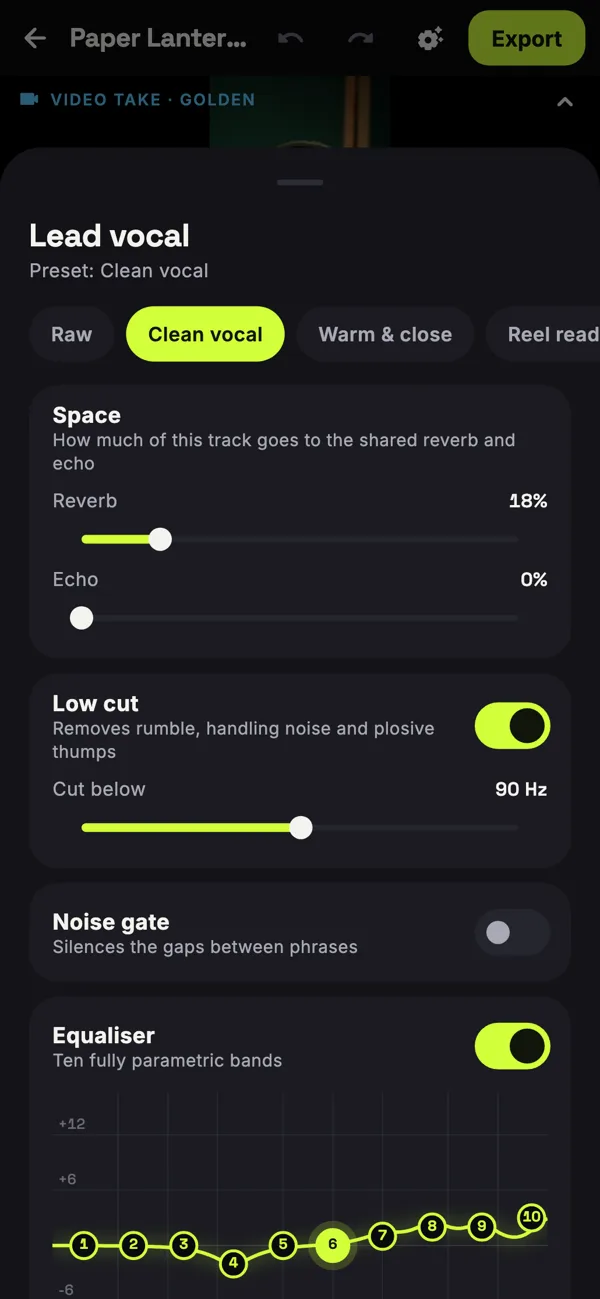 Paper Lanter...
Export
VIDEO TAKE · GOLDEN
Lead vocal
Preset: Clean vocal
Raw
Clean vocal
Warm & close
Reel read
Space
How much of this track goes to the shared reverb and
echo
Reverb
18%
Echo
0%
Low cut
Removes rumble, handling noise and plosive
thumps
Cut below
90 Hz
Noise gate
Silences the gaps between phrases
Equaliser
Ten fully parametric bands
+12
+6
1 2 3 4 5 6 7 8 9 10
-6